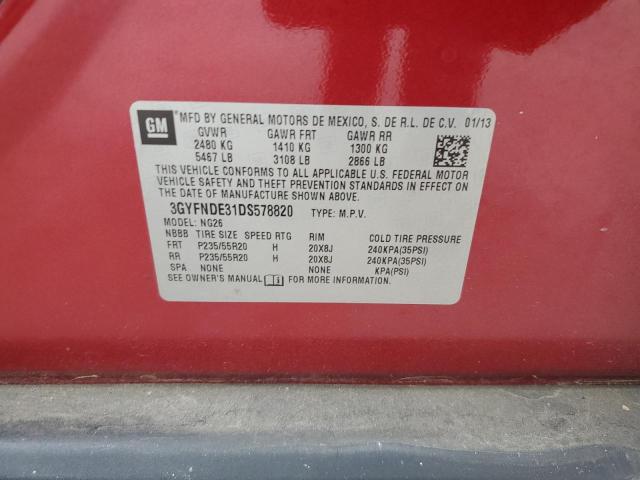 GM MFD BY GENERAL MOTORS DE MEXICO, S. DE R.L. DE C.V. 01/13
GVWR GAWR FRT GAWR RR
2480 KG 1410 KG 1300 KG
5467 LB 3108 LB 2866 LB
THIS VEHICLE CONFORMS TO ALL APPLICABLE U.S. FEDERAL MOTOR
VEHICLE SAFETY AND THEFT PREVENTION STANDARDS IN EFFECT ON
THE DATE OF MANUFACTURE SHOWN ABOVE.
3GYFNDE31DS578820 TYPE: M.P.V.
MODEL: NG26
NBBB TIRE SIZE SPEED RTG RIM COLD TIRE PRESSURE
FRT P235/55R20 H 20X8J 240KPA(35PSI)
RR P235/55R20 H 20X8J 240KPA(35PSI)
SPA NONE NONE KPA(PSI)
SEE OWNER'S MANUAL FOR MORE INFORMATION.